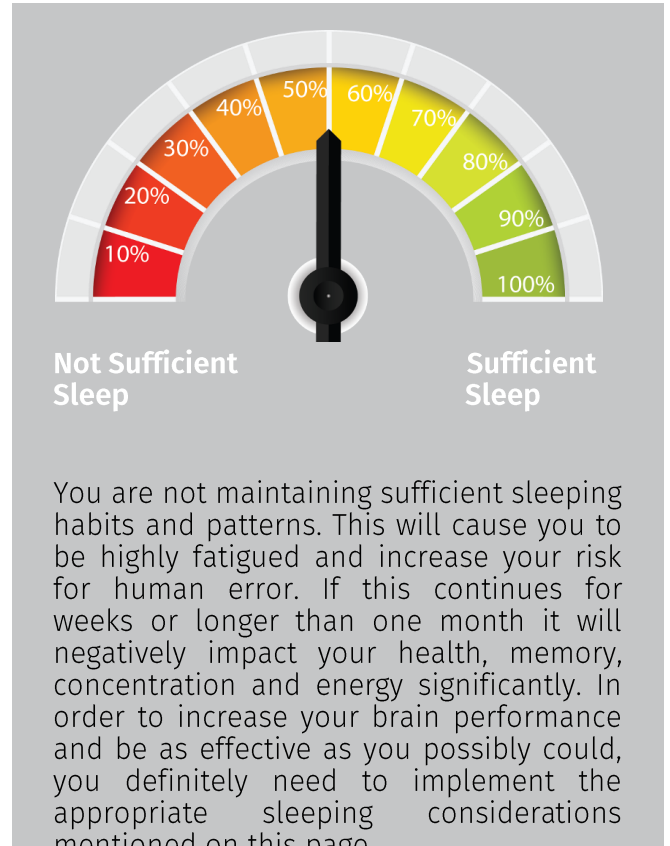 10%
20%
30%
40%
50%
60%
70%
80%
90%
100%
Not Sufficient
Sleep
Sufficient
Sleep
You are not maintaining sufficient sleeping
habits and patterns. This will cause you to
be highly fatigued and increase your risk
for human error. If this continues for
weeks or longer than one month it will
negatively impact your health, memory,
concentration and energy significantly. In
order to increase your brain performance
and be as effective as you possibly could,
you definitely need to implement the
appropriate sleeping considerations
mentioned on this page